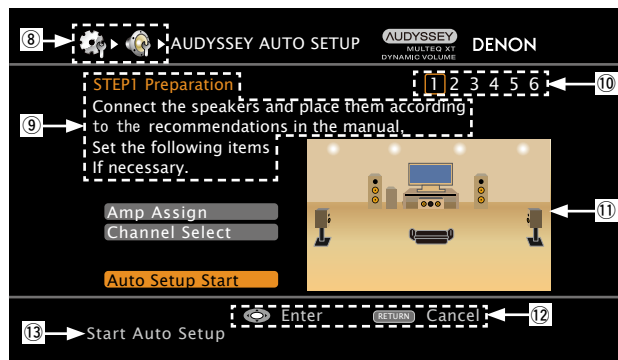 ⑧ AUDYSSEY AUTO SETUP AUDYSSEY DENON
MULTEQ XT
DYNAMIC VOLUME
STEP1 Preparation 1 2 3 4 5 6 ⑩
Connect the speakers and place them according
⑨ to the recommendations in the manual,
Set the following items
If necessary.
Amp Assign ⑪
Channel Select
Auto Setup Start
Enter RETURN Cancel ⑫
⑬ Start Auto Setup